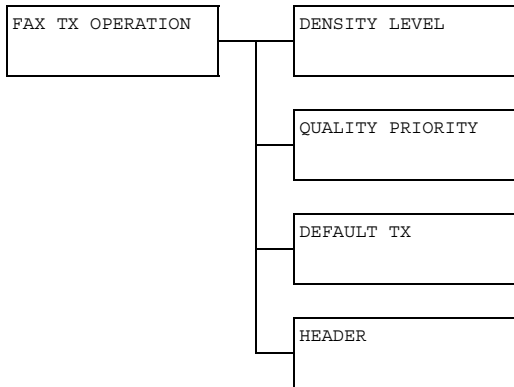 FAX TX OPERATION
DENSITY LEVEL
QUALITY PRIORITY
DEFAULT TX
HEADER